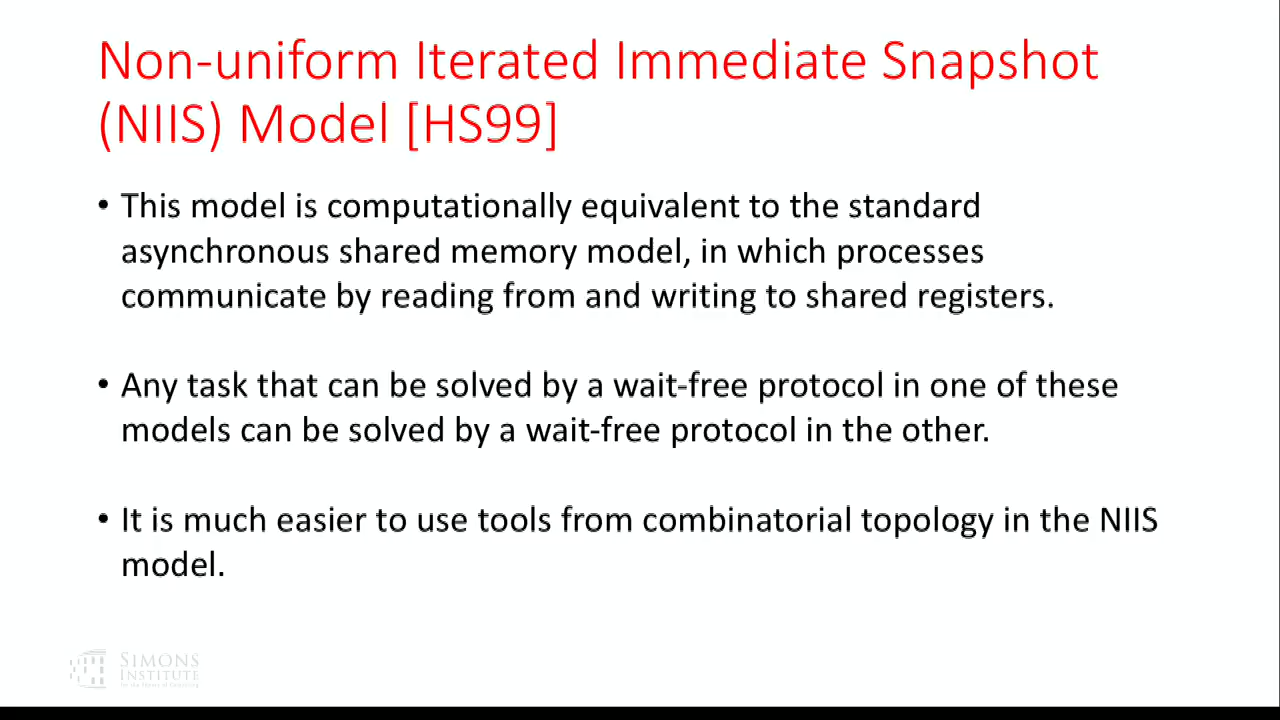 Non-uniform Iterated Immediate Snapshot
(NIIS) Model [HS99]
• This model is computationally equivalent to the standard
asynchronous shared memory model, in which processes
communicate by reading from and writing to shared registers.
• Any task that can be solved by a wait-free protocol in one of these
models can be solved by a wait-free protocol in the other.
• It is much easier to use tools from combinatorial topology in the NIIS
model.
SIMONS
INSTITUTE